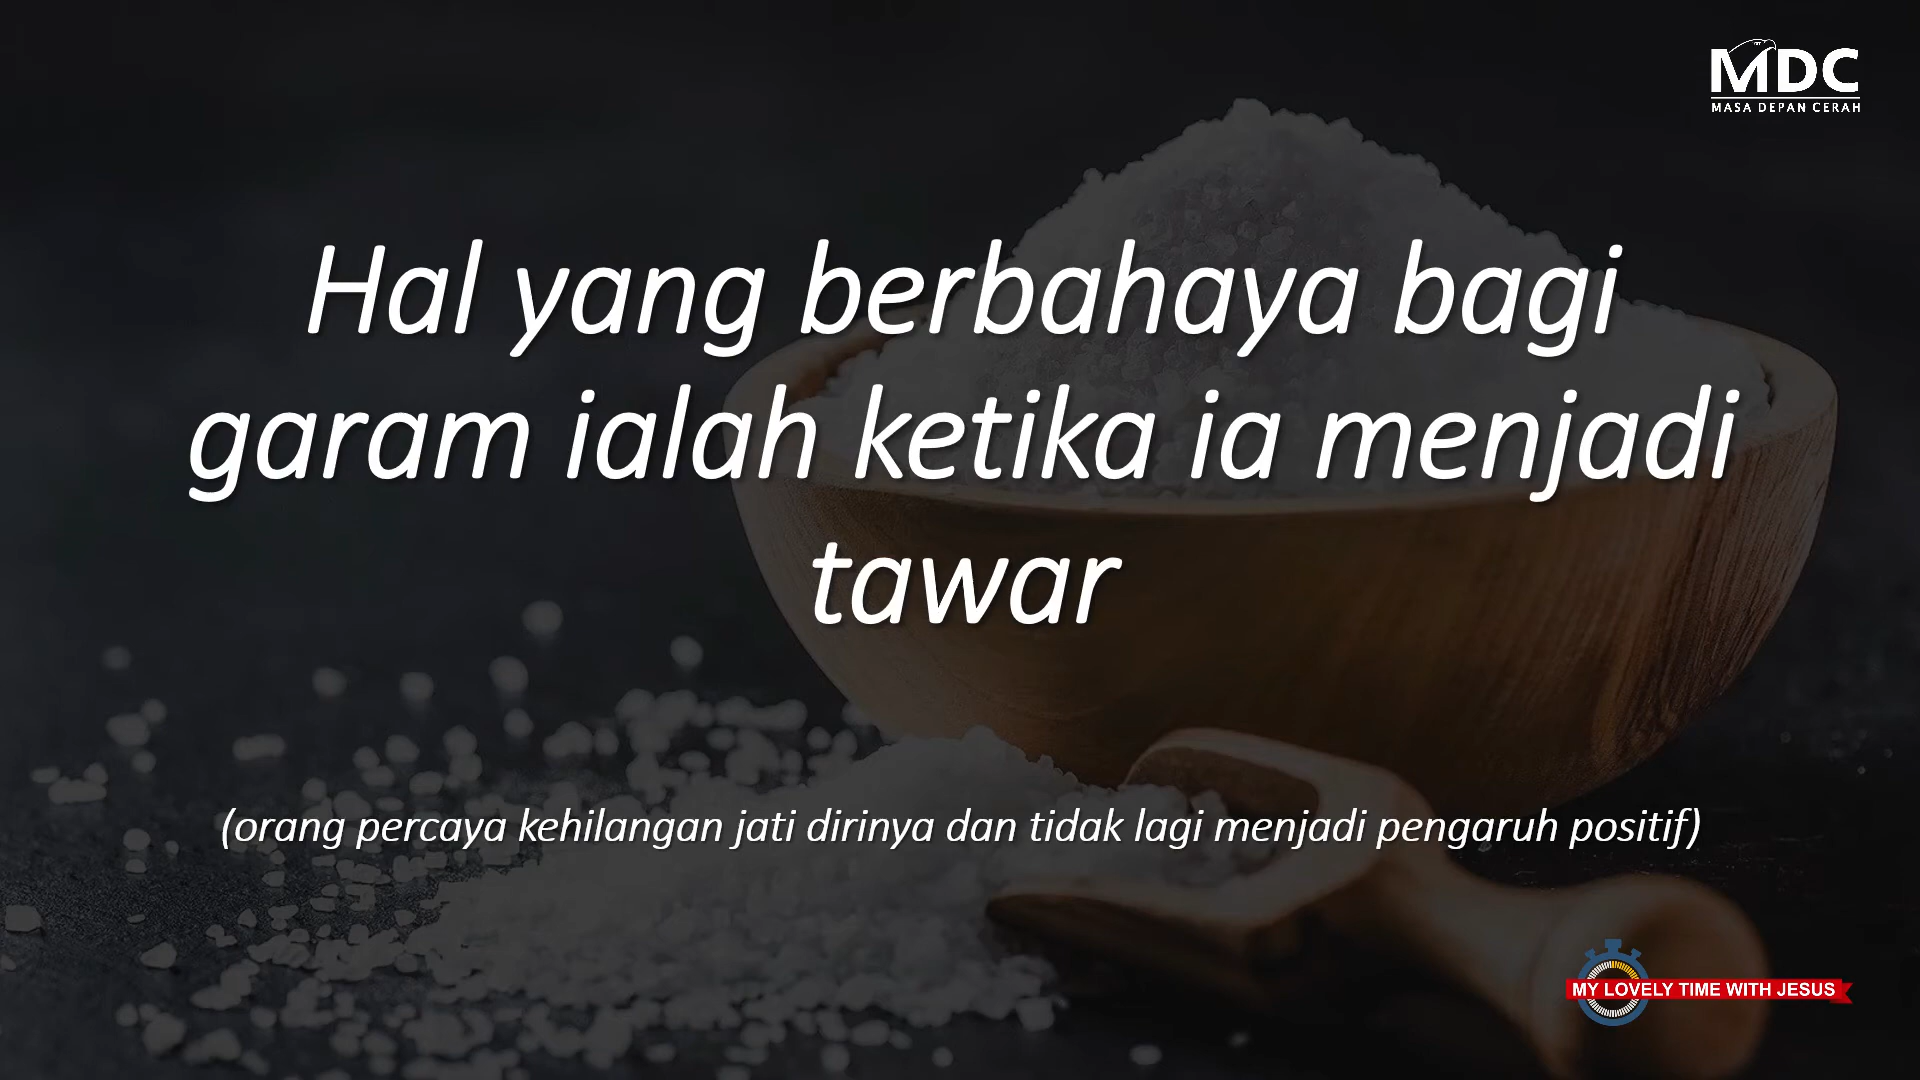 MDC
MASA DEPAN CERAH
Hal yang berbahaya bagi
garam ialah ketika ia menjadi
tawar
(orang percaya kehilangan jati dirinya dan tidak lagi menjadi pengaruh positif)
MY LOVELY TIME WITH JESUS